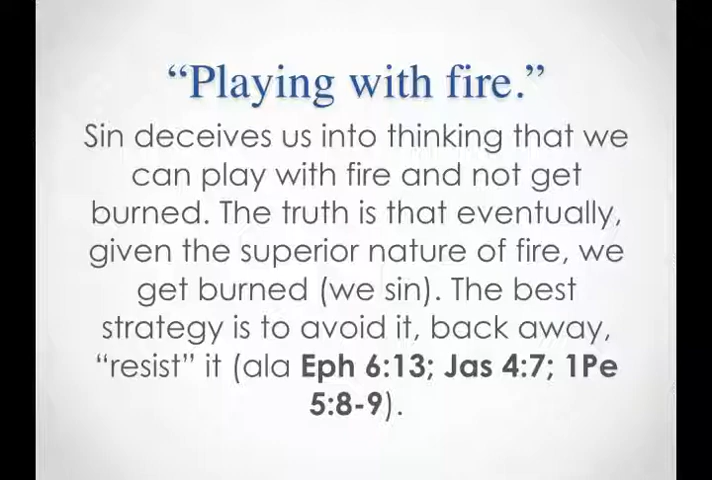 “Playing with fire.”
Sin deceives us into thinking that we
can play with fire and not get
burned. The truth is that eventually,
given the superior nature of fire, we
get burned (we sin). The best
strategy is to avoid it, back away,
“resist” it (ala Eph 6:13; Jas 4:7; 1Pe
5:8-9).